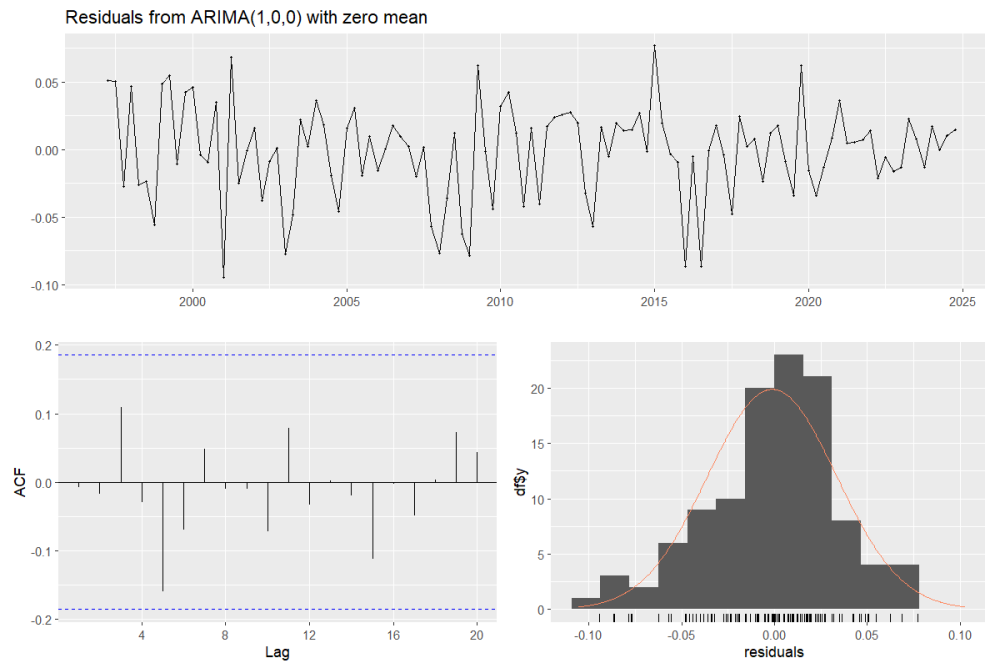 Residuals from ARIMA(1,0,0) with zero mean
0.05
0.00
-0.05
-0.10
2000 2005 2010 2015 2020 2025
0.2
0.1
0.0
-0.1
-0.2
ACF
4 8 12 16 20
Lag
20
15
10
5
0
df$y
-0.10 -0.05 0.00 0.05 0.10
residuals